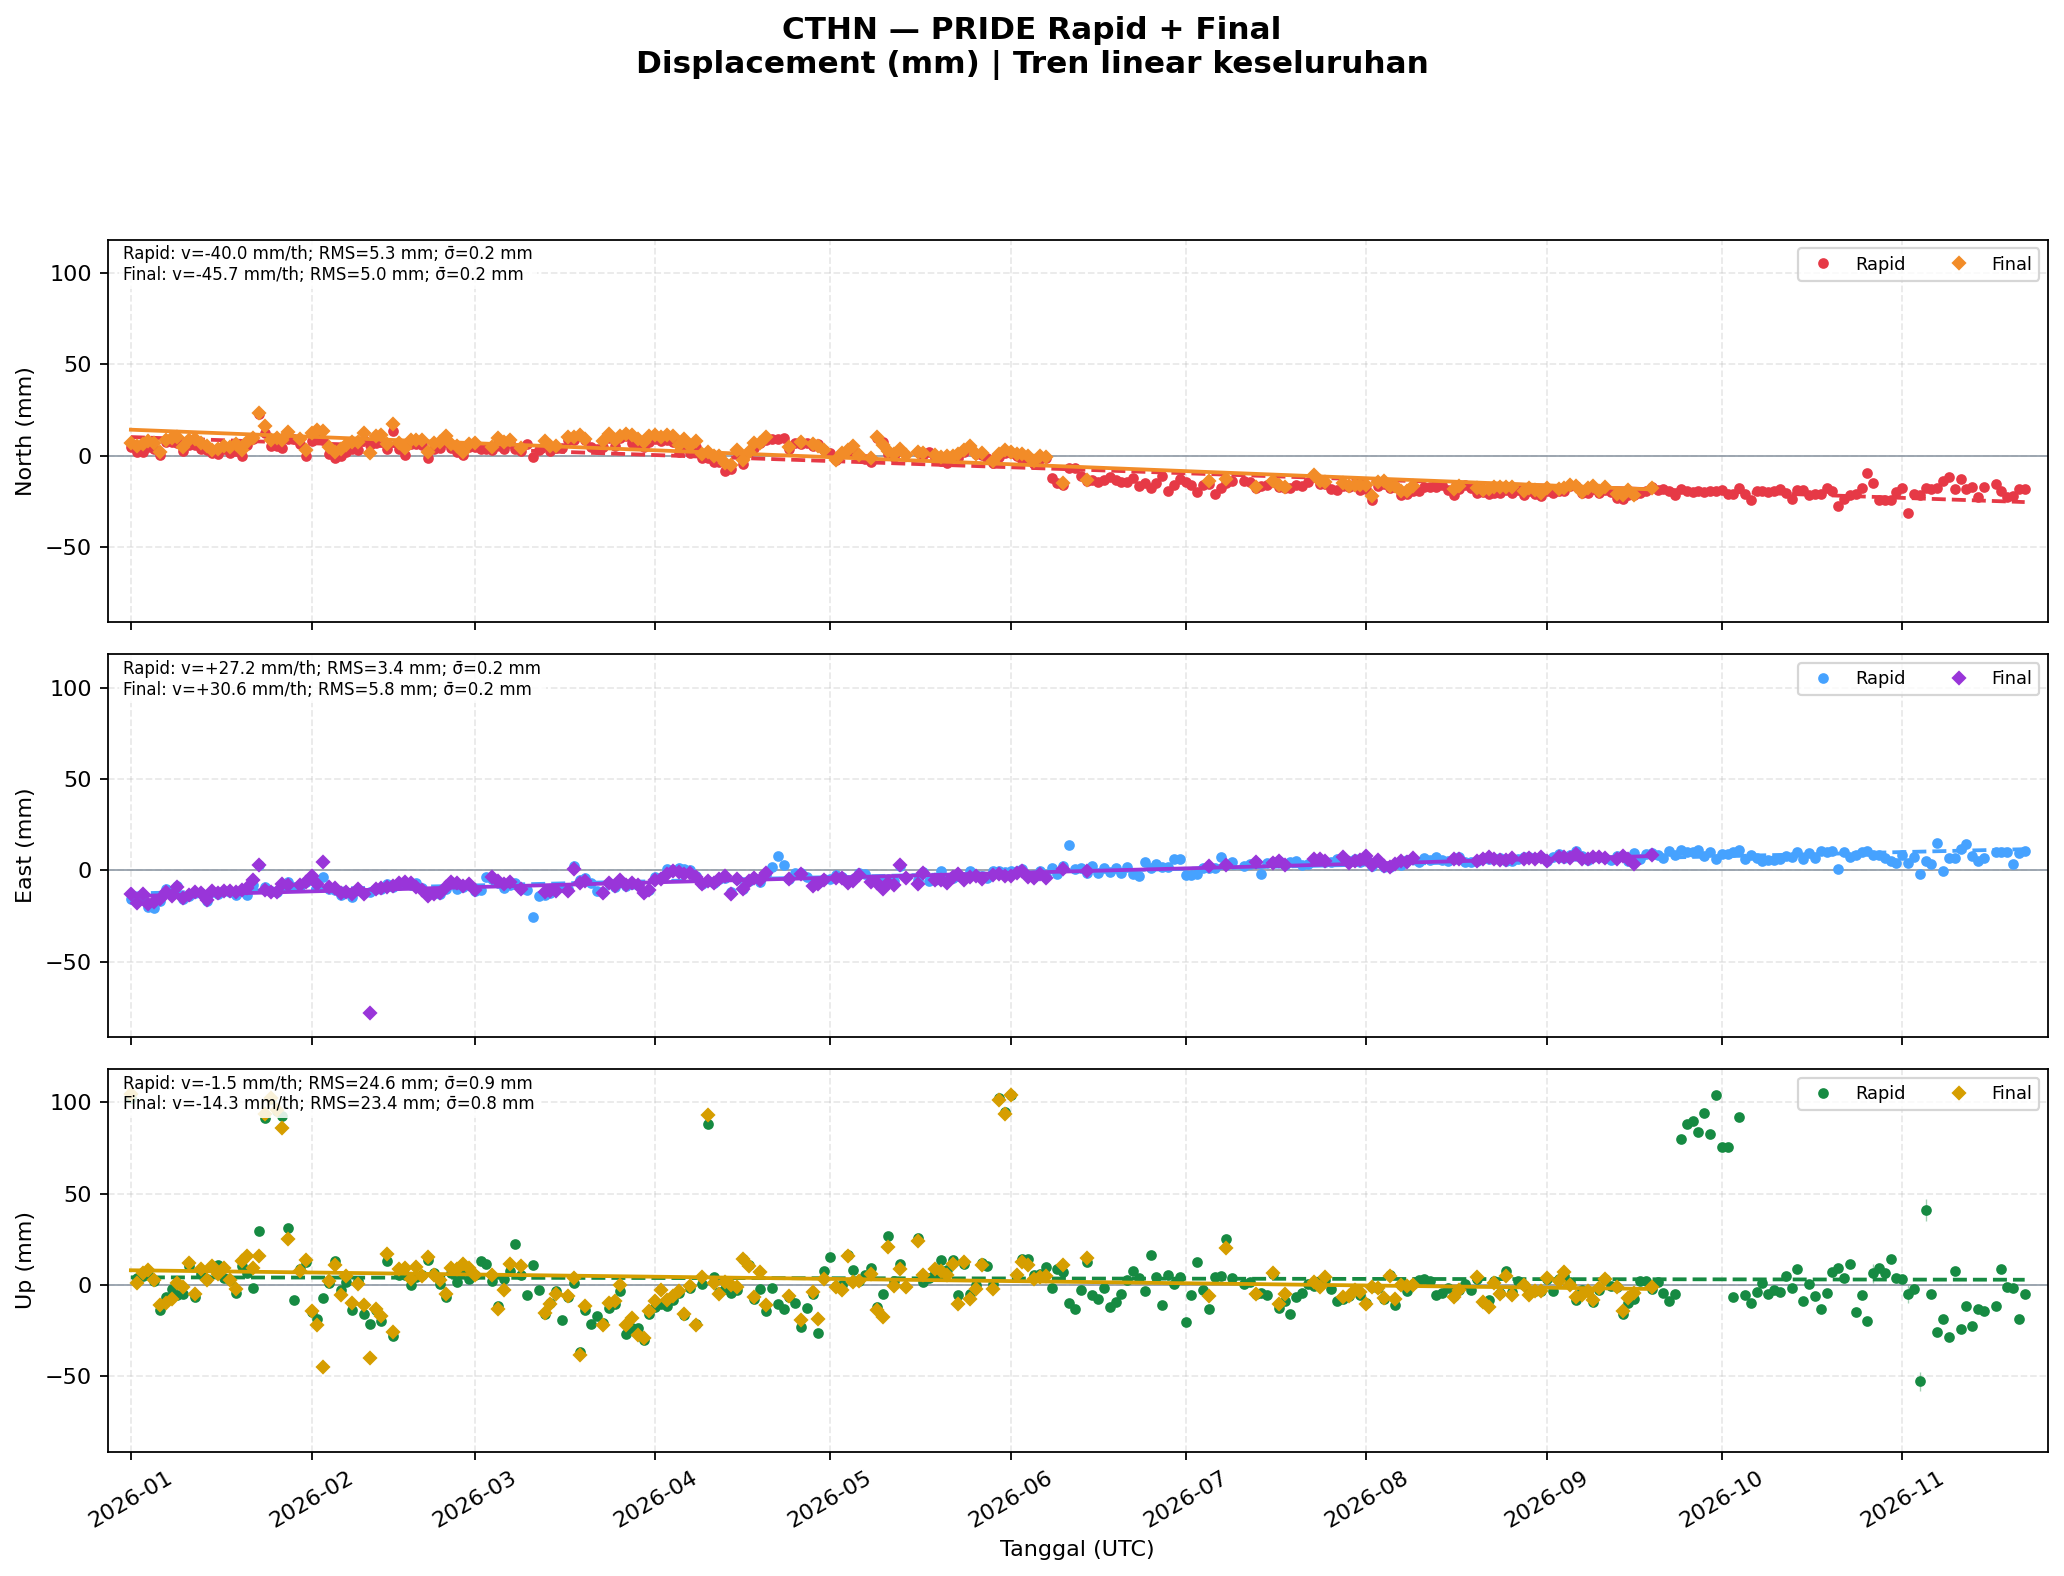 CTHN — PRIDE Rapid + Final
Displacement (mm) | Tren linear keseluruhan
Rapid: v=-40.0 mm/th; RMS=5.3 mm; σ̄=0.2 mm
Final: v=-45.7 mm/th; RMS=5.0 mm; σ̄=0.2 mm
Rapid Final
100
50
0
−50
North (mm)
Rapid: v=+27.2 mm/th; RMS=3.4 mm; σ̄=0.2 mm
Final: v=+30.6 mm/th; RMS=5.8 mm; σ̄=0.2 mm
Rapid Final
100
50
0
−50
East (mm)
Rapid: v=-1.5 mm/th; RMS=24.6 mm; σ̄=0.9 mm
Final: v=-14.3 mm/th; RMS=23.4 mm; σ̄=0.8 mm
Rapid Final
100
50
0
−50
Up (mm)
2026-01 2026-02 2026-03 2026-04 2026-05 2026-06 2026-07 2026-08 2026-09 2026-10 2026-11
Tanggal (UTC)